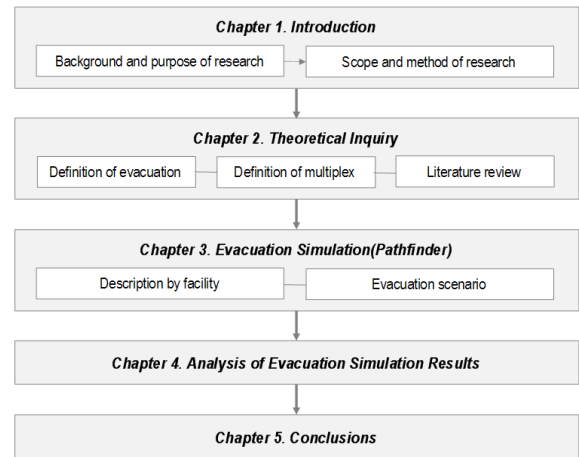 Chapter 1. Introduction
Background and purpose of research
Scope and method of research
Chapter 2. Theoretical Inquiry
Definition of evacuation
Definition of multiplex
Literature review
Chapter 3. Evacuation Simulation(Pathfinder)
Description by facility
Evacuation scenario
Chapter 4. Analysis of Evacuation Simulation Results
Chapter 5. Conclusions